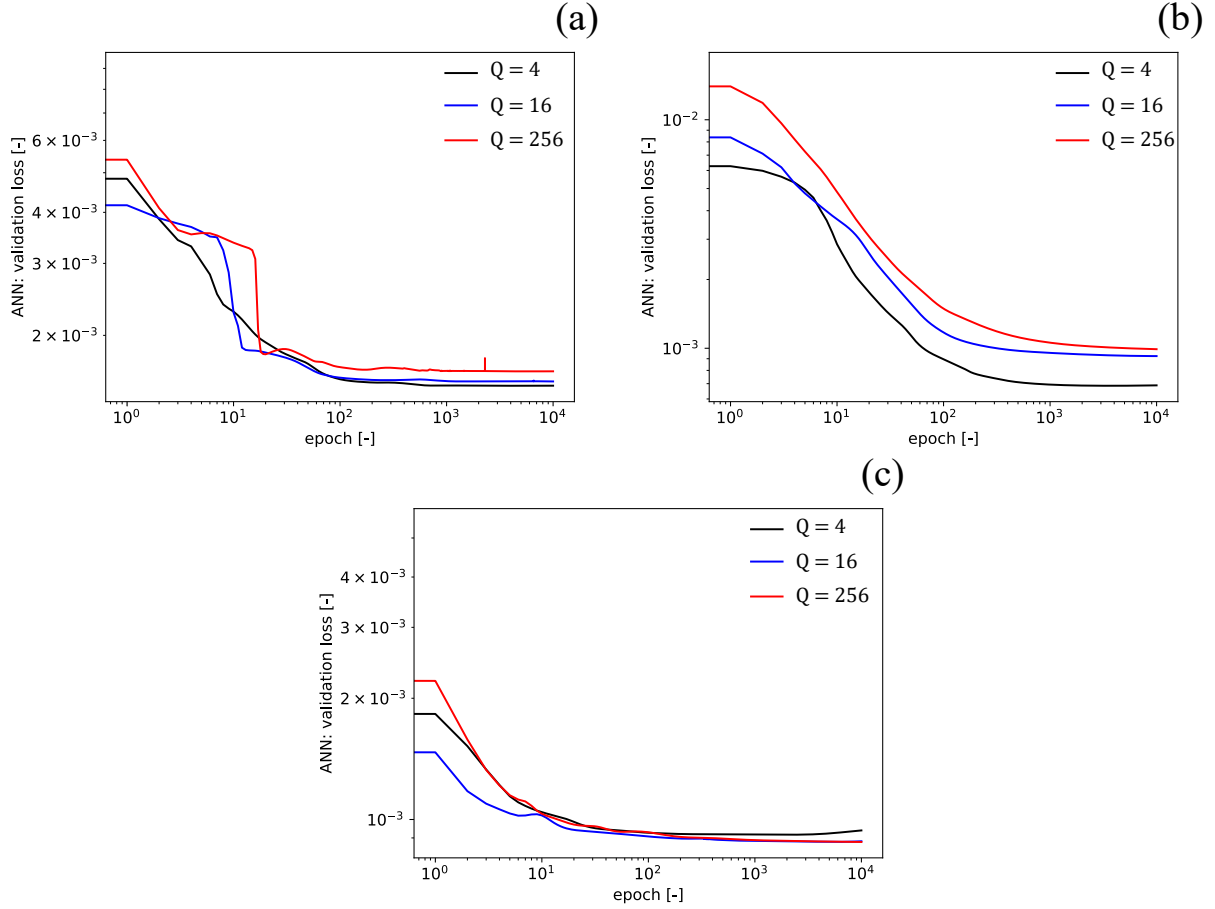 (a)
Q = 4
Q = 16
Q = 256
6 × 10⁻³
4 × 10⁻³
3 × 10⁻³
2 × 10⁻³
ANN: validation loss [-]
10⁰ 10¹ 10² 10³ 10⁴
epoch [-]
(b)
Q = 4
Q = 16
Q = 256
10⁻²
10⁻³
ANN: validation loss [-]
10⁰ 10¹ 10² 10³ 10⁴
epoch [-]
(c)
Q = 4
Q = 16
Q = 256
4 × 10⁻³
3 × 10⁻³
2 × 10⁻³
10⁻³
ANN: validation loss [-]
10⁰ 10¹ 10² 10³ 10⁴
epoch [-]